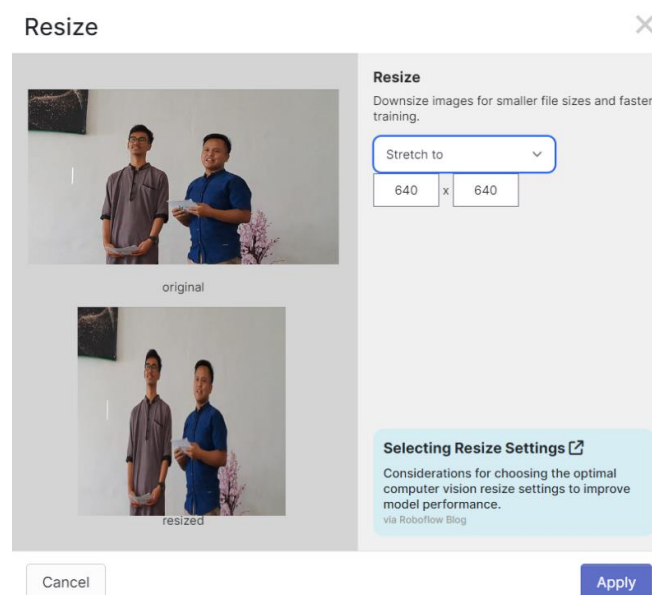 Resize
original
resized
Resize
Downsize images for smaller file sizes and faster
training.
Stretch to
640 x 640
Selecting Resize Settings
Considerations for choosing the optimal
computer vision resize settings to improve
model performance.
via Roboflow Blog
Cancel
Apply